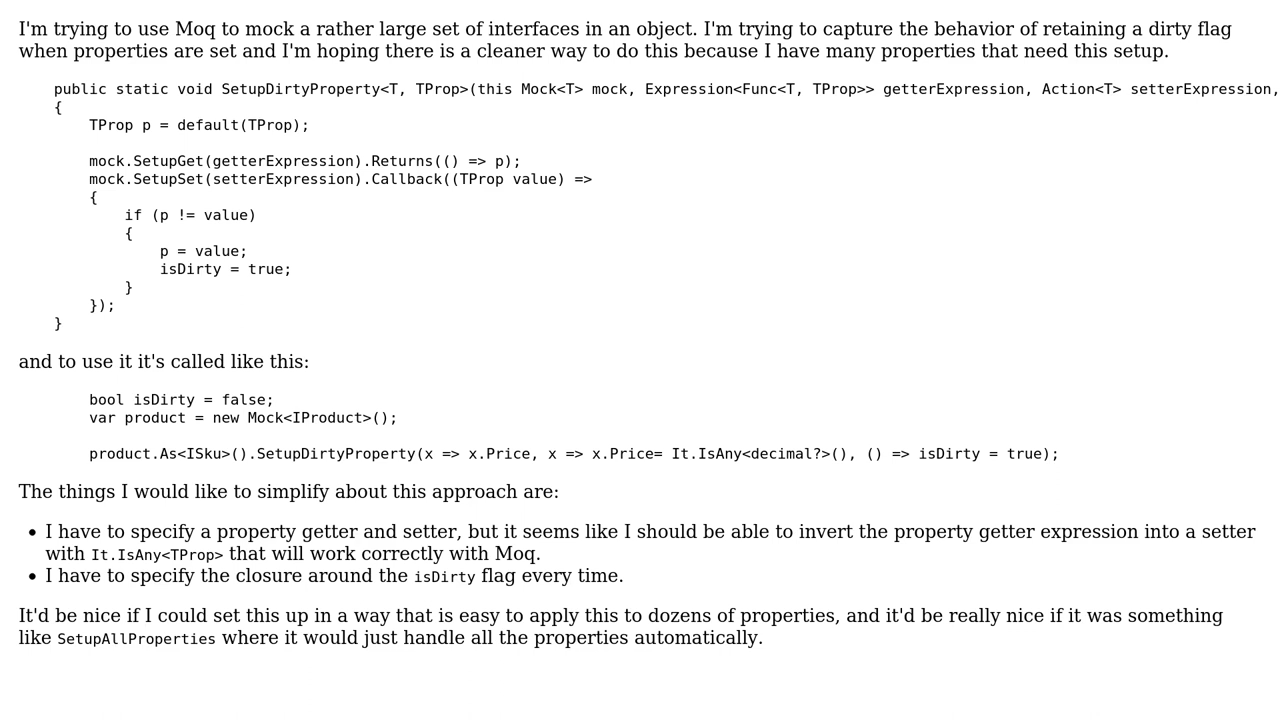 I'm trying to use Moq to mock a rather large set of interfaces in an object. I'm trying to capture the behavior of retaining a dirty flag
when properties are set and I'm hoping there is a cleaner way to do this because I have many properties that need this setup.
public static void SetupDirtyProperty<T, TProp>(this Mock<T> mock, Expression<Func<T, TProp>> getterExpression, Action<T> setterExpression,
{
TProp p = default(TProp);
mock.SetupGet(getterExpression).Returns(() => p);
mock.SetupSet(setterExpression).Callback((TProp value) =>
{
if (p != value)
{
p = value;
isDirty = true;
}
});
}
and to use it it's called like this:
bool isDirty = false;
var product = new Mock<IProduct>();
product.As<ISku>().SetupDirtyProperty(x => x.Price, x => x.Price= It.IsAny<decimal?>(), () => isDirty = true);
The things I would like to simplify about this approach are:
• I have to specify a property getter and setter, but it seems like I should be able to invert the property getter expression into a setter
with It.IsAny<TProp> that will work correctly with Moq.
• I have to specify the closure around the isDirty flag every time.
It'd be nice if I could set this up in a way that is easy to apply this to dozens of properties, and it'd be really nice if it was something
like SetupAllProperties where it would just handle all the properties automatically.